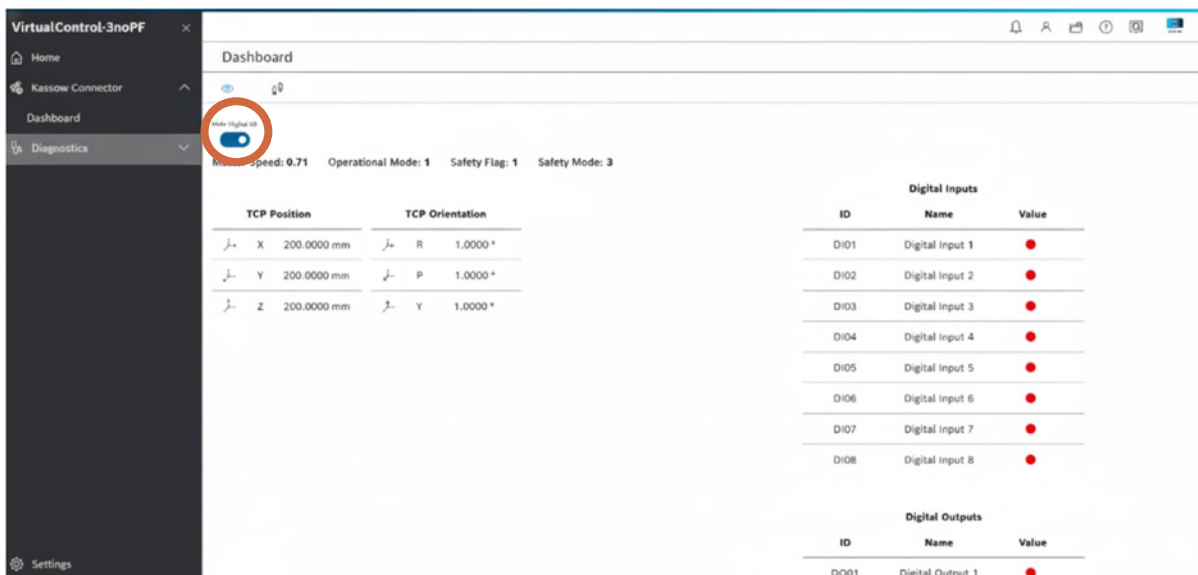 VirtualControl-3noPF
Home
Kassow Connector
Dashboard
Diagnostics
Settings
Dashboard
Hide Digital I/O
Speed: 0.71 Operational Mode: 1 Safety Flag: 1 Safety Mode: 3
TCP Position TCP Orientation
X 200.0000 mm R 1.0000 °
Y 200.0000 mm P 1.0000 °
Z 200.0000 mm Y 1.0000 °
Digital Inputs
ID Name Value
DI01 Digital Input 1
DI02 Digital Input 2
DI03 Digital Input 3
DI04 Digital Input 4
DI05 Digital Input 5
DI06 Digital Input 6
DI07 Digital Input 7
DI08 Digital Input 8
Digital Outputs
ID Name Value
DO01 Digital Output 1